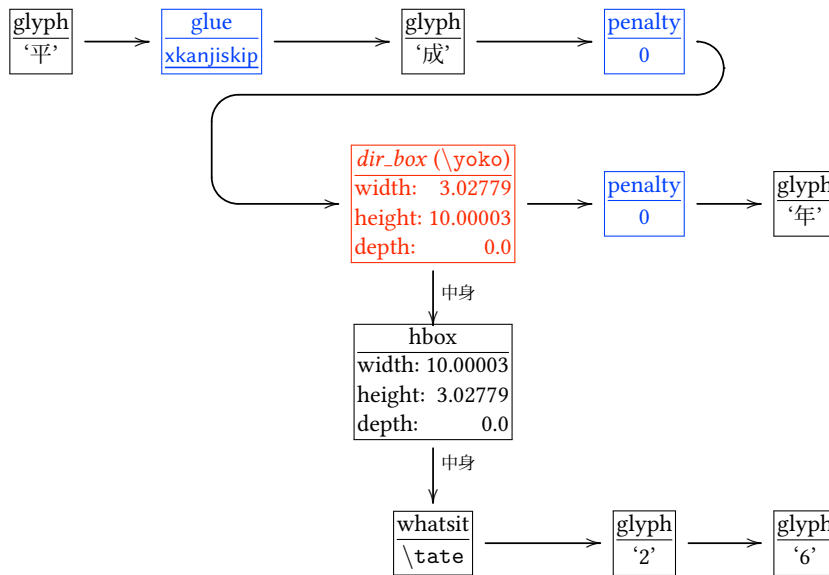 glyph
‘平’
glue
xkanjiskip
glyph
‘成’
penalty
0
dir_box (\yoko)
width: 3.02779
height: 10.00003
depth: 0.0
penalty
0
glyph
‘年’
中身
hbox
width: 10.00003
height: 3.02779
depth: 0.0
中身
whatsit
\tate
glyph
‘2’
glyph
‘6’